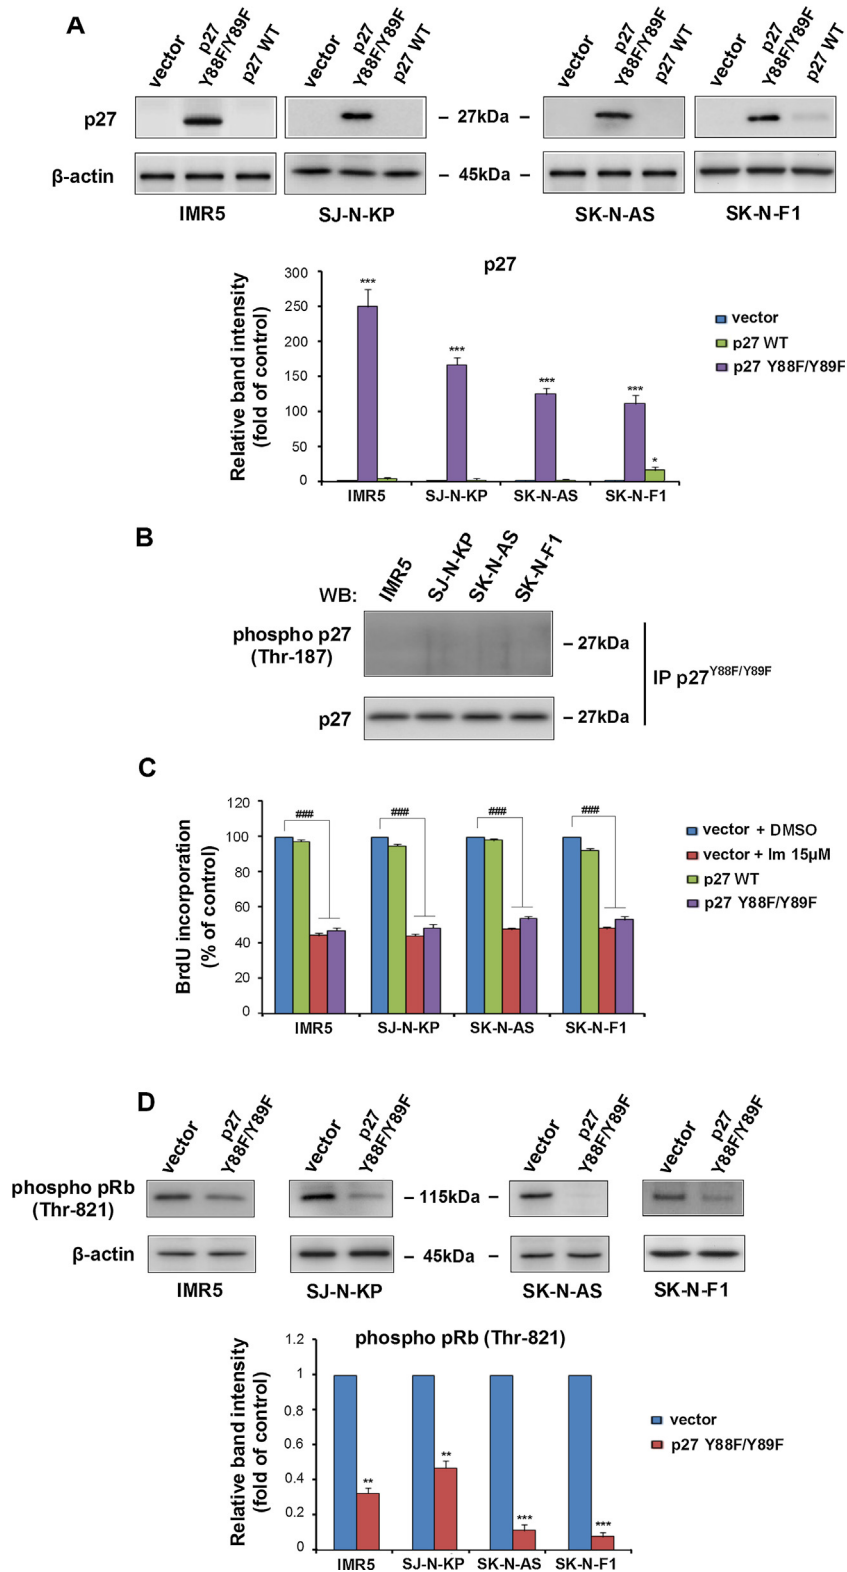 A
vector
p27
Y88F/Y89F
p27 WT
vector
p27
Y88F/Y89F
p27 WT
vector
p27
Y88F/Y89F
p27 WT
vector
p27
Y88F/Y89F
p27 WT
p27
– 27kDa –
β-actin
– 45kDa –
IMR5
SJ-N-KP
SK-N-AS
SK-N-F1
p27
Relative band intensity
(fold of control)
300
250
200
150
100
50
0
***
***
***
***
*
IMR5
SJ-N-KP
SK-N-AS
SK-N-F1
vector
p27 WT
p27 Y88F/Y89F
B
WB:
IMR5
SJ-N-KP
SK-N-AS
SK-N-F1
phospho p27
(Thr-187)
– 27kDa
IP p27Y88F/Y89F
p27
– 27kDa
C
BrdU incorporation
(% of control)
120
100
80
60
40
20
0
###
###
###
###
IMR5
SJ-N-KP
SK-N-AS
SK-N-F1
vector + DMSO
vector + Im 15µM
p27 WT
p27 Y88F/Y89F
D
vector
p27
Y88F/Y89F
vector
p27
Y88F/Y89F
vector
p27
Y88F/Y89F
vector
p27
Y88F/Y89F
phospho pRb
(Thr-821)
– 115kDa –
β-actin
– 45kDa –
IMR5
SJ-N-KP
SK-N-AS
SK-N-F1
phospho pRb (Thr-821)
Relative band intensity
(fold of control)
1.2
1
0.8
0.6
0.4
0.2
0
**
**
***
***
IMR5
SJ-N-KP
SK-N-AS
SK-N-F1
vector
p27 Y88F/Y89F